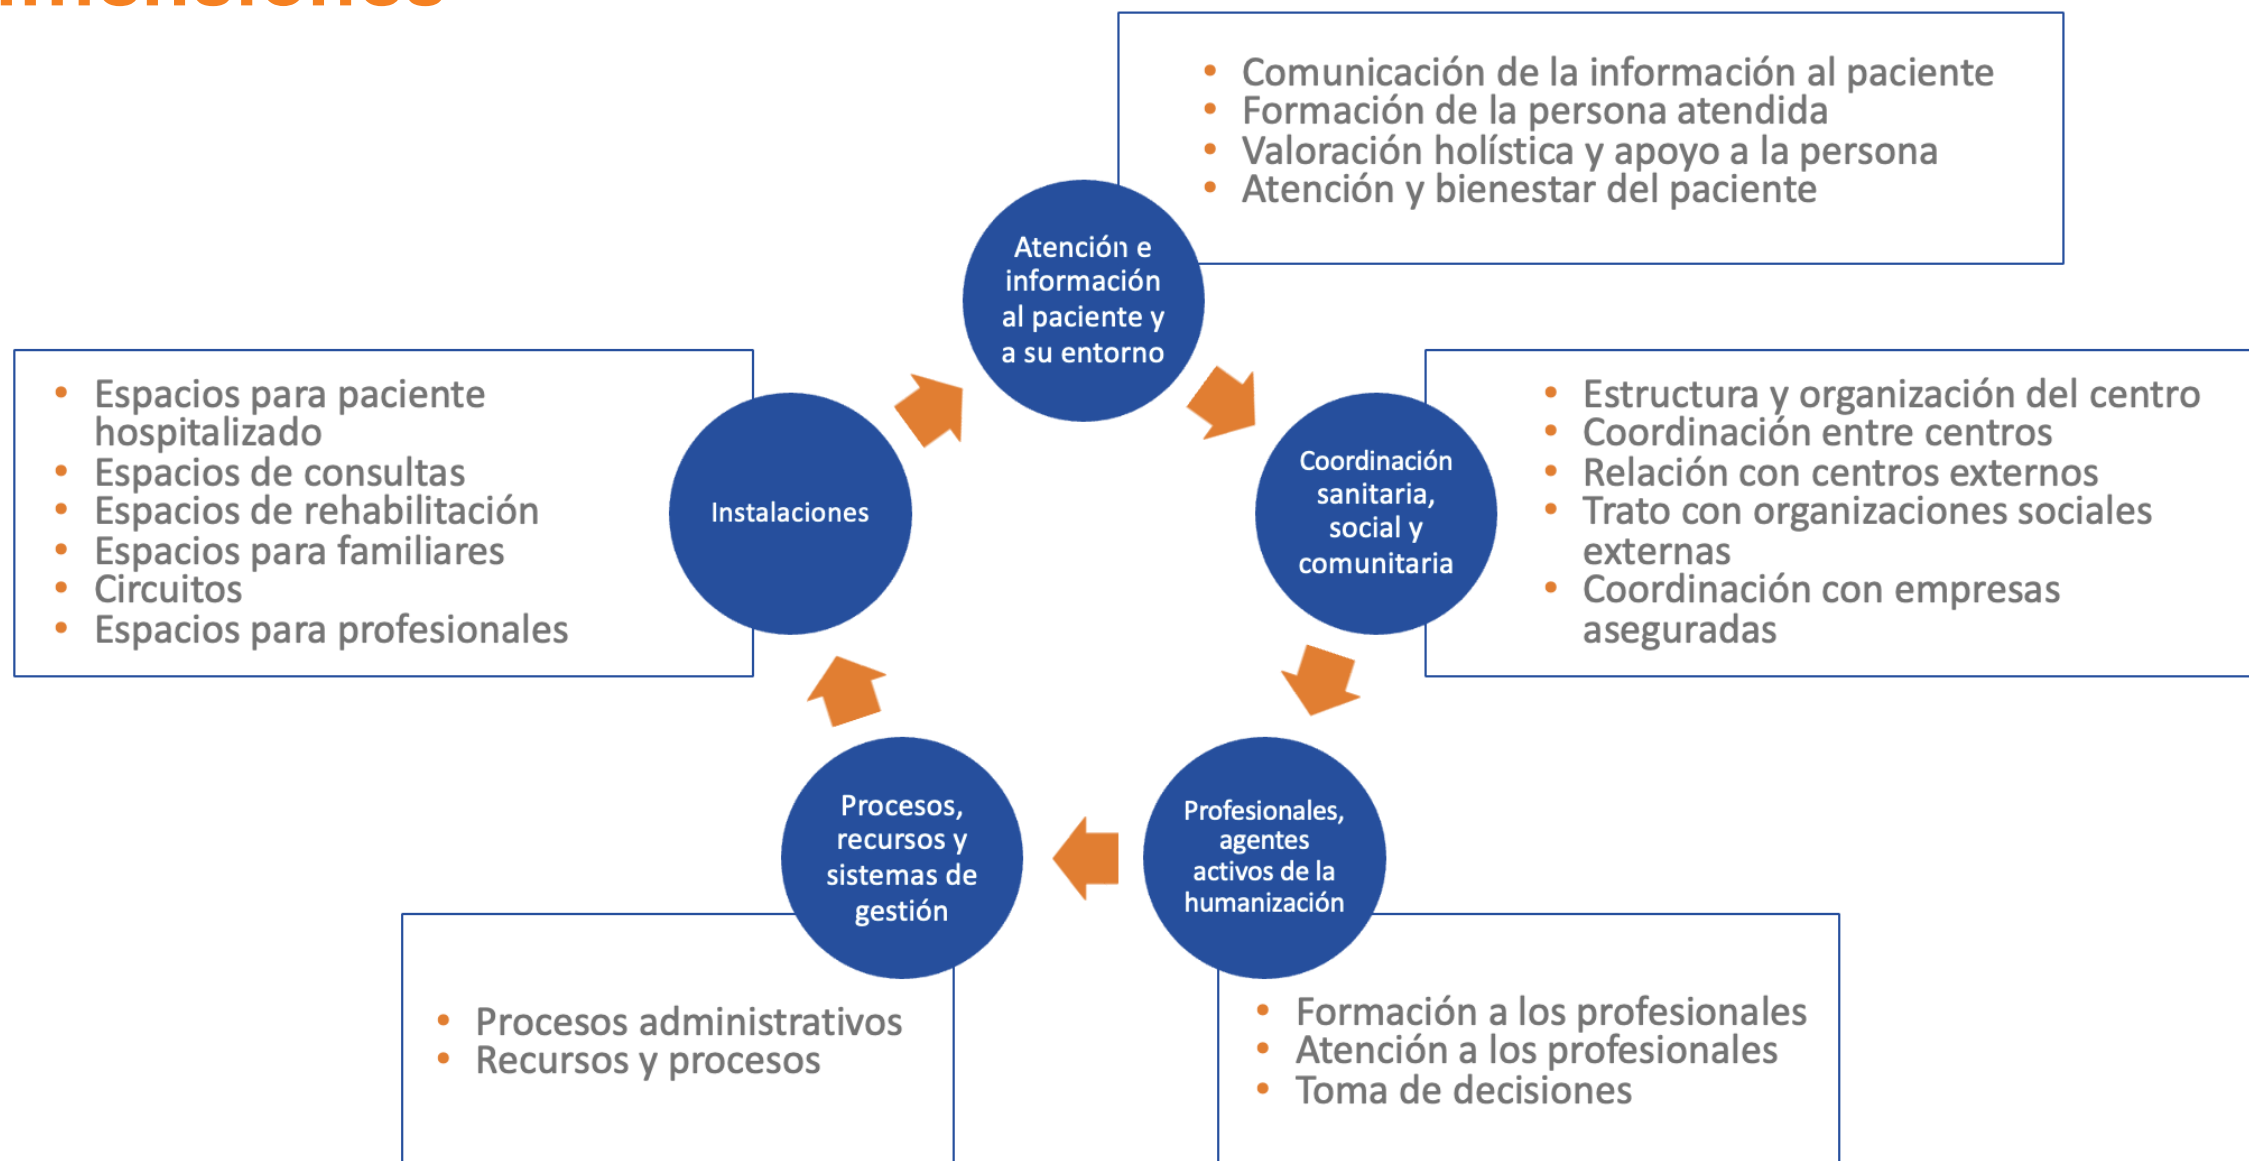 • Comunicación de la información al paciente
• Formación de la persona atendida
• Valoración holística y apoyo a la persona
• Atención y bienestar del paciente
Atención e
información
al paciente y
a su entorno
• Espacios para paciente
hospitalizado
• Espacios de consultas
• Espacios de rehabilitación
• Espacios para familiares
• Circuitos
• Espacios para profesionales
Instalaciones
Coordinación
sanitaria,
social y
comunitaria
• Estructura y organización del centro
• Coordinación entre centros
• Relación con centros externos
• Trato con organizaciones sociales
externas
• Coordinación con empresas
aseguradas
Procesos,
recursos y
sistemas de
gestión
Profesionales,
agentes
activos de la
humanización
• Procesos administrativos
• Recursos y procesos
• Formación a los profesionales
• Atención a los profesionales
• Toma de decisiones